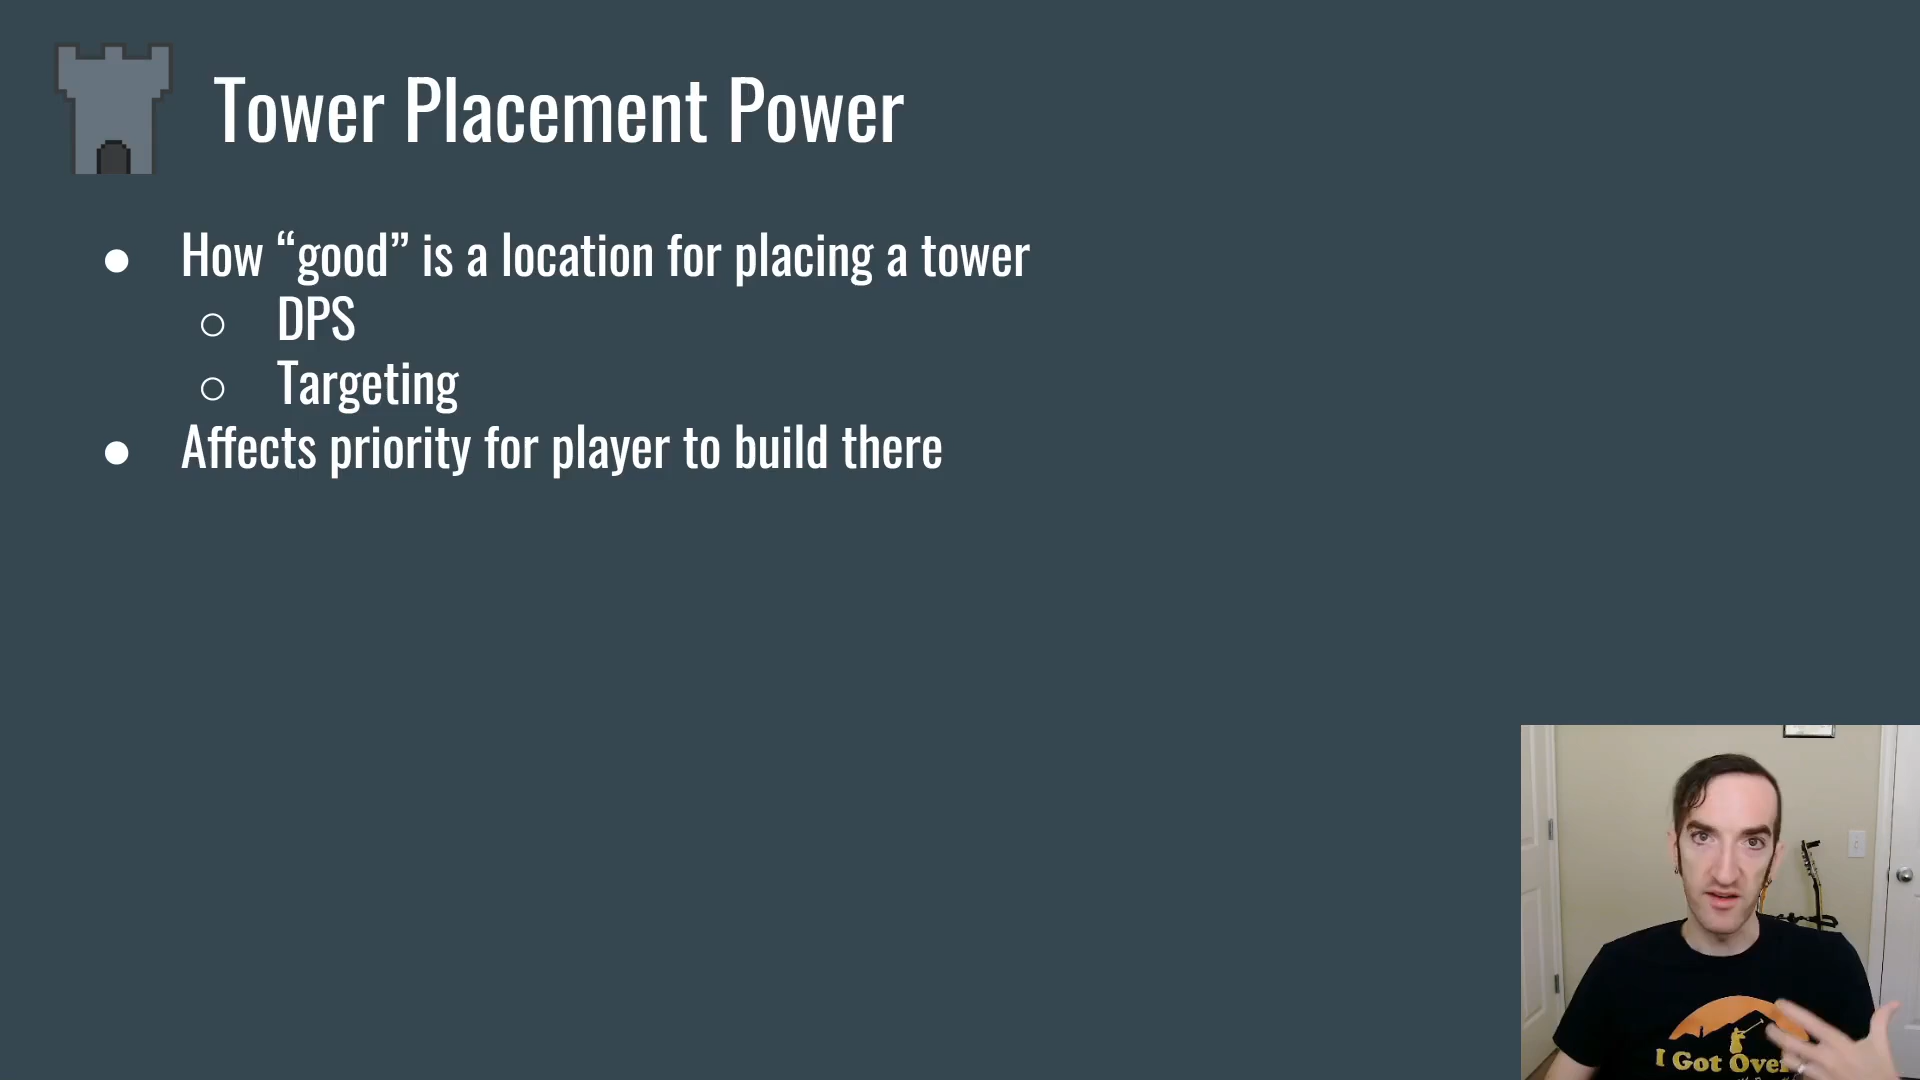 Tower Placement Power
How “good” is a location for placing a tower
DPS
Targeting
Affects priority for player to build there
I Got Over